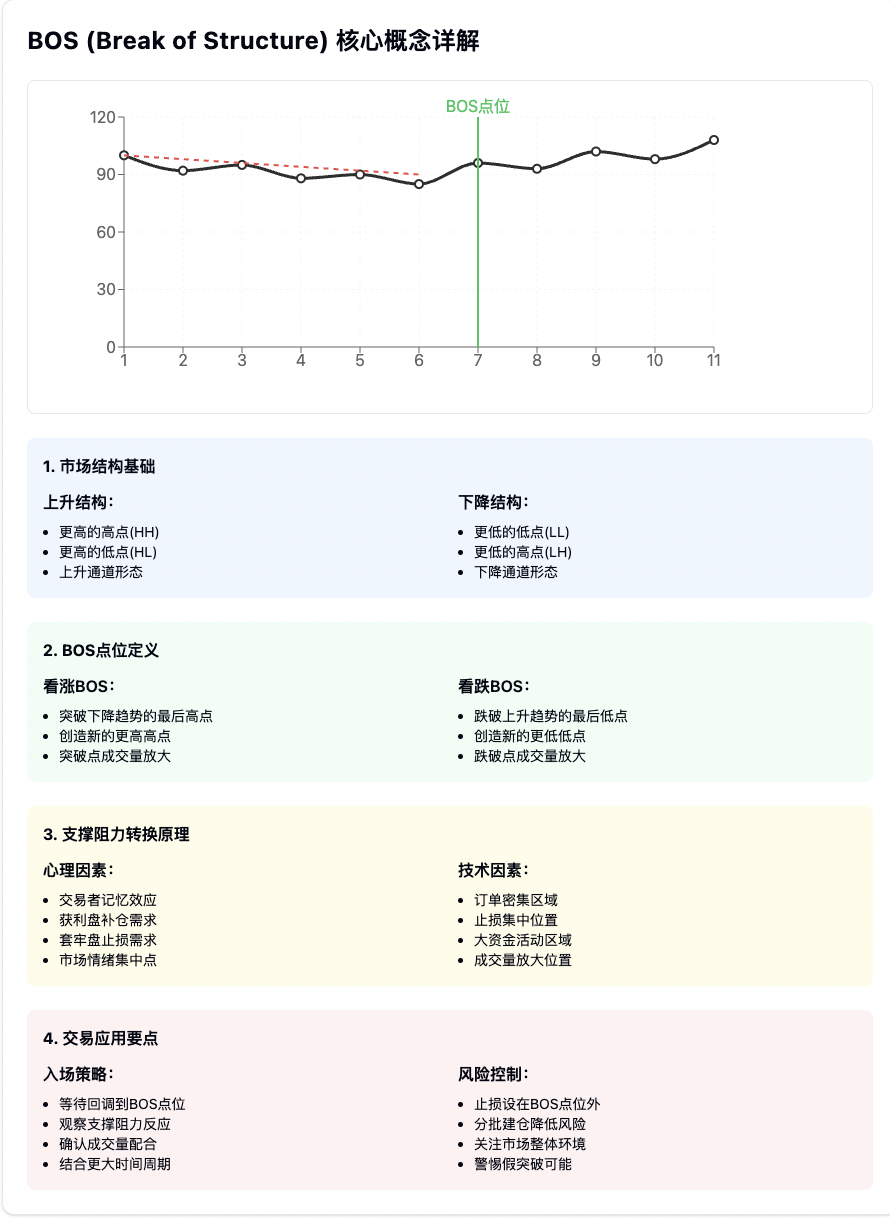 BOS (Break of Structure) 核心概念详解
BOS点位
120
90
60
30
0
1 2 3 4 5 6 7 8 9 10 11
1. 市场结构基础
上升结构：
更高的高点(HH)
更高的低点(HL)
上升通道形态
下降结构：
更低的低点(LL)
更低的高点(LH)
下降通道形态
2. BOS点位定义
看涨BOS：
突破下降趋势的最后高点
创造新的更高高点
突破点成交量放大
看跌BOS：
跌破上升趋势的最后低点
创造新的更低低点
跌破点成交量放大
3. 支撑阻力转换原理
心理因素：
交易者记忆效应
获利盘补仓需求
套牢盘止损需求
市场情绪集中点
技术因素：
订单密集区域
止损集中位置
大资金活动区域
成交量放大位置
4. 交易应用要点
入场策略：
等待回调到BOS点位
观察支撑阻力反应
确认成交量配合
结合更大时间周期
风险控制：
止损设在BOS点位外
分批建仓降低风险
关注市场整体环境
警惕假突破可能